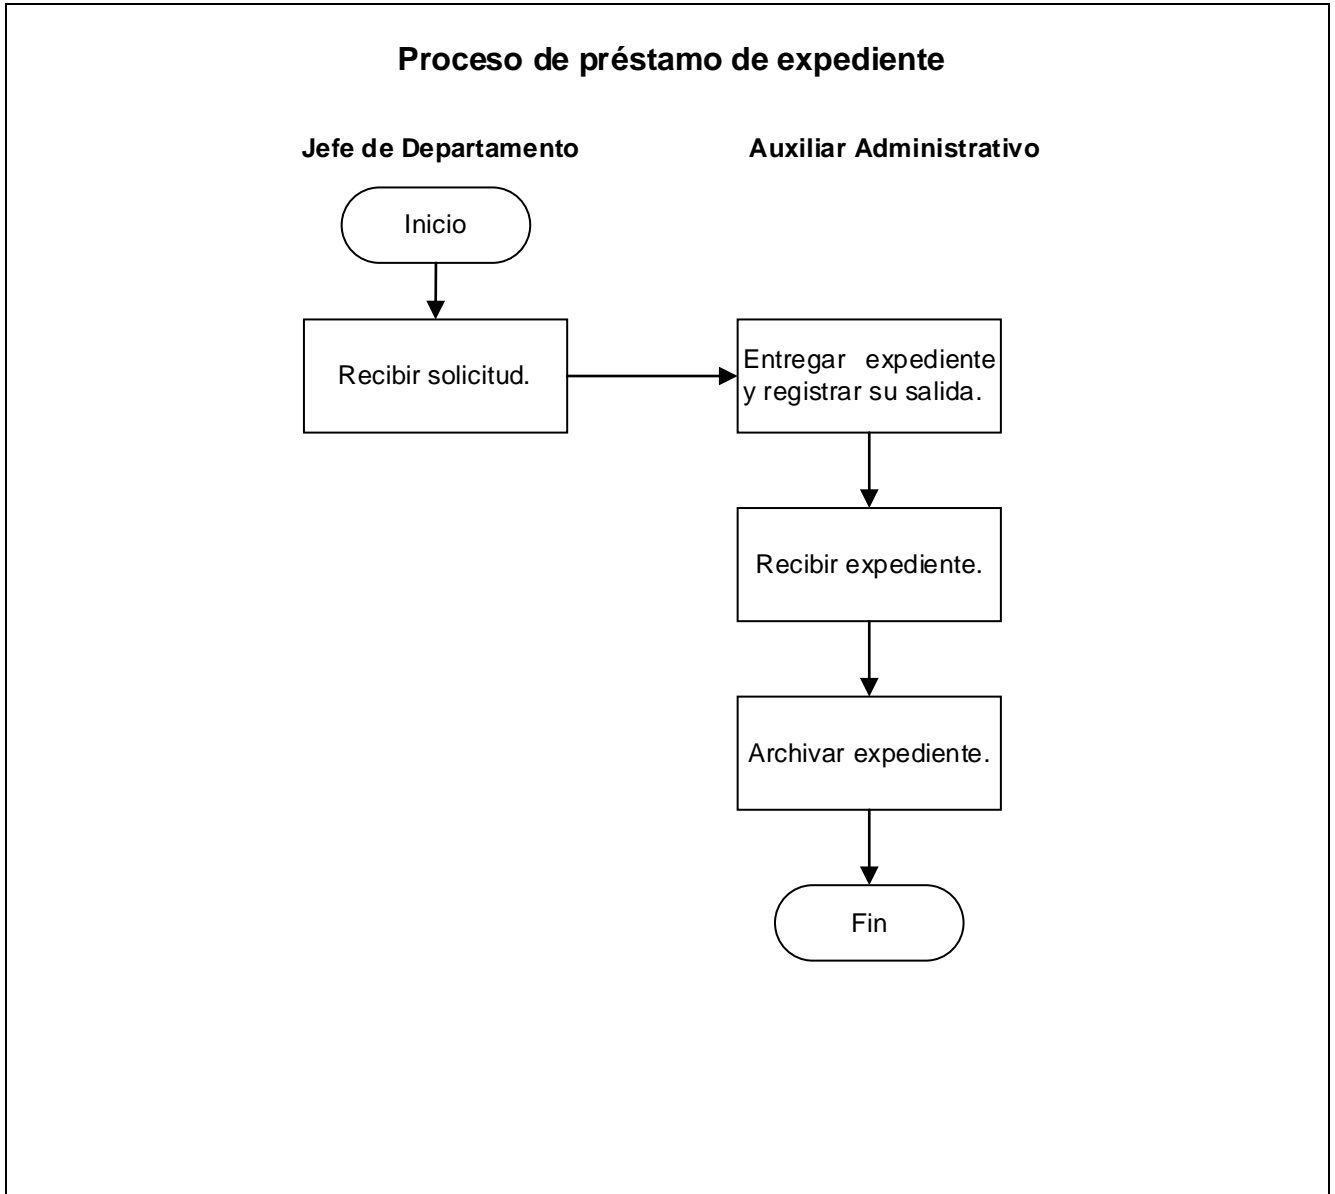 Proceso de préstamo de expediente
Jefe de Departamento
Auxiliar Administrativo
Inicio
Recibir solicitud.
Entregar expediente
y registrar su salida.
Recibir expediente.
Archivar expediente.
Fin